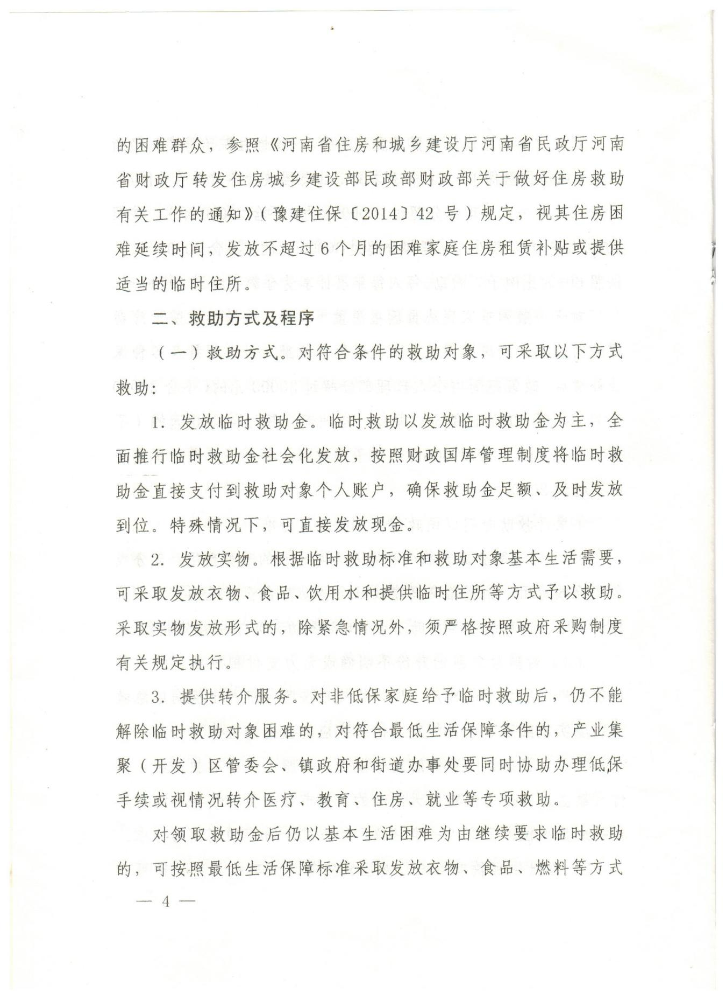 的困难群众，参照《河南省住房和城乡建设厅河南省民政厅河南
省财政厅转发住房城乡建设部民政部财政部关于做好住房救助
有关工作的通知》（豫建住保〔2014〕42 号）规定，视其住房困
难延续时间，发放不超过 6 个月的困难家庭住房租赁补贴或提供
适当的临时住所。
二、救助方式及程序
（一）救助方式。对符合条件的救助对象，可采取以下方式
救助：
1. 发放临时救助金。临时救助以发放临时救助金为主，全
面推行临时救助金社会化发放，按照财政国库管理制度将临时救
助金直接支付到救助对象个人账户，确保救助金足额、及时发放
到位。特殊情况下，可直接发放现金。
2. 发放实物。根据临时救助标准和救助对象基本生活需要，
可采取发放衣物、食品、饮用水和提供临时住所等方式予以救助。
采取实物发放形式的，除紧急情况外，须严格按照政府采购制度
有关规定执行。
3. 提供转介服务。对非低保家庭给予临时救助后，仍不能
解除临时救助对象困难的，对符合最低生活保障条件的，产业集
聚（开发）区管委会、镇政府和街道办事处要同时协助办理低保
手续或视情况转介医疗、教育、住房、就业等专项救助。
对领取救助金后仍以基本生活困难为由继续要求临时救助
的，可按照最低生活保障标准采取发放衣物、食品、燃料等方式
— 4 —